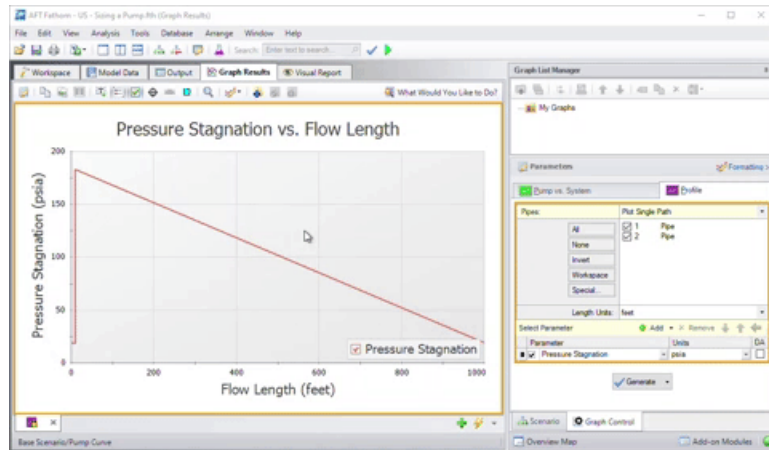 AFT Fathom - US - Sizing a Pump.fth (Graph Results)
File Edit View Analysis Tools Database Arrange Window Help
Search: Enter text to search...
Workspace Model Data Output Graph Results Visual Report
What Would You Like to Do?
Pressure Stagnation vs. Flow Length
Pressure Stagnation (psia)
200
150
100
50
0
0 200 400 600 800 1000
Flow Length (feet)
Pressure Stagnation
Base Scenario/Pump Curve
Graph List Manager
My Graphs
Parameters Formatting >
Pump vs. System Profile
Pipes: Plot Single Path
All
None
Invert
Workspace
Special...
1 Pipe
2 Pipe
Length Units: feet
Select Parameter Add Remove
Parameter Units DA
Pressure Stagnation psia
Generate
Scenario Graph Control
Overview Map Add-on Modules